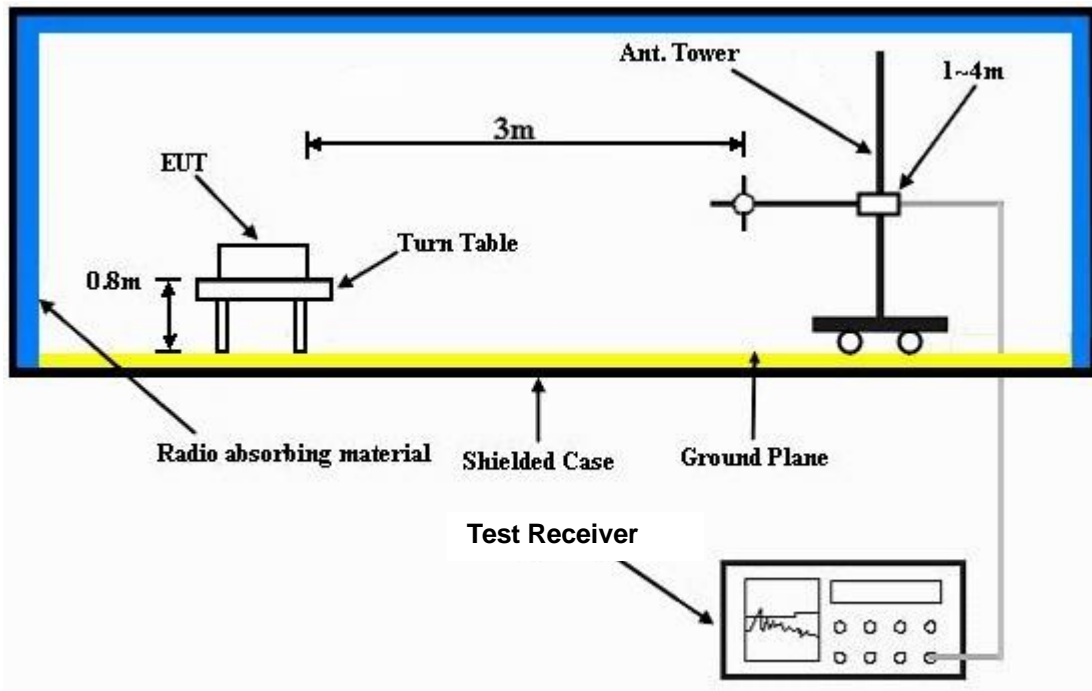 Ant. Tower
1~4m
3m
EUT
Turn Table
0.8m
Radio absorbing material
Shielded Case
Ground Plane
Test Receiver